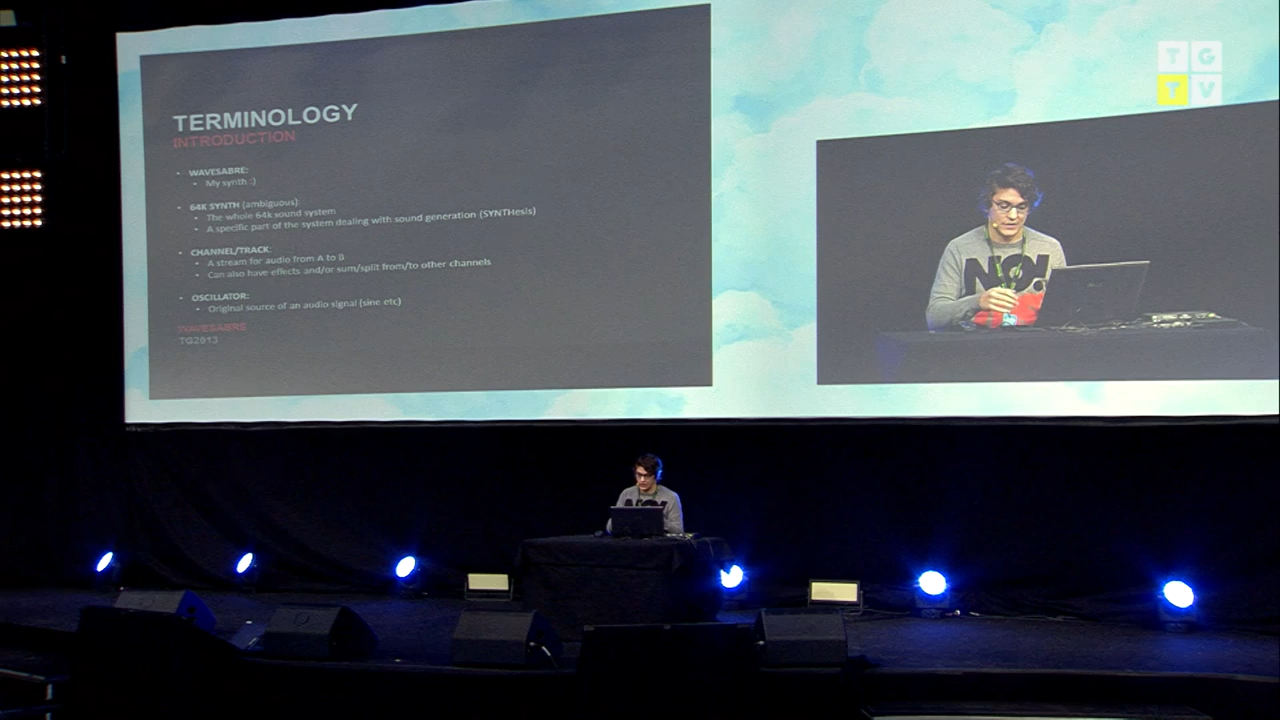 TERMINOLOGY
INTRODUCTION
WAVESABRE:
My synth :)
64K SYNTH (ambiguous):
The whole 64k sound system
A specific part of the system dealing with sound generation (SYNTHesis)
CHANNEL/TRACK:
A stream for audio from A to B
Can also have effects and/or sum/split from/to other channels
OSCILLATOR:
Original source of an audio signal (sine etc)
WAVESABRE
TG2013
TG
TV
NO!
NO!